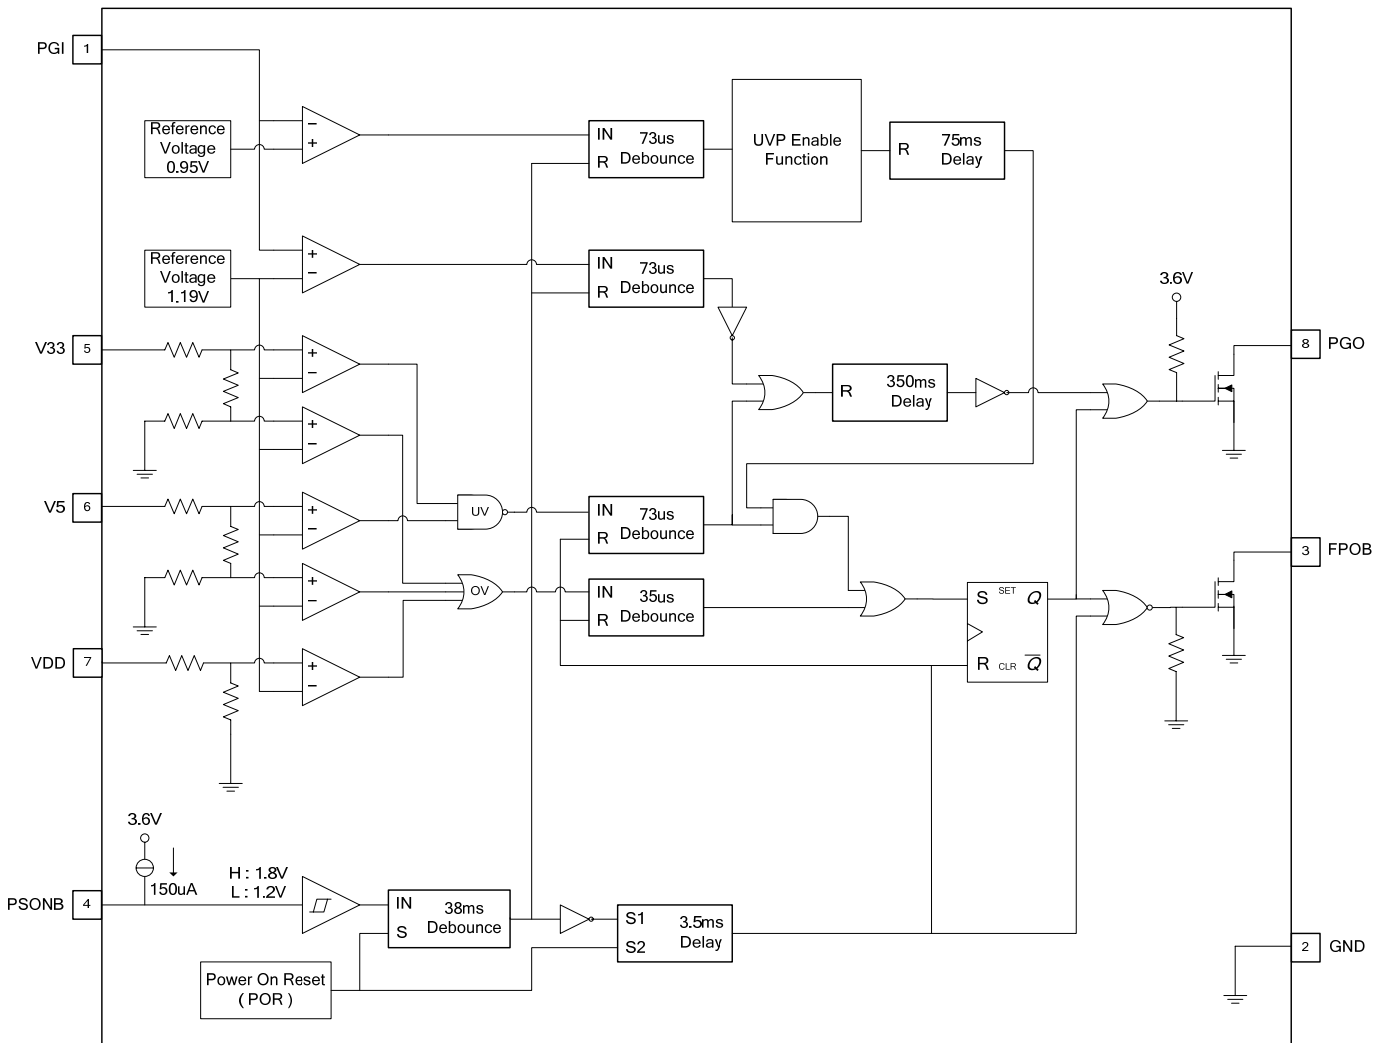 PGI 1
Reference
Voltage
0.95V
−
+
IN
R
73us
Debounce
UVP Enable
Function
R
75ms
Delay
Reference
Voltage
1.19V
+
−
IN
R
73us
Debounce
3.6V
V33 5
+
−
R
350ms
Delay
8 PGO
+
−
V5 6
+
−
UV
IN
R
73us
Debounce
3 FPOB
+
−
OV
IN
R
35us
Debounce
S SET Q
R CLR Q
VDD 7
+
−
3.6V
150uA
H : 1.8V
L : 1.2V
PSONB 4
IN
S
38ms
Debounce
S1
S2
3.5ms
Delay
2 GND
Power On Reset
( POR )